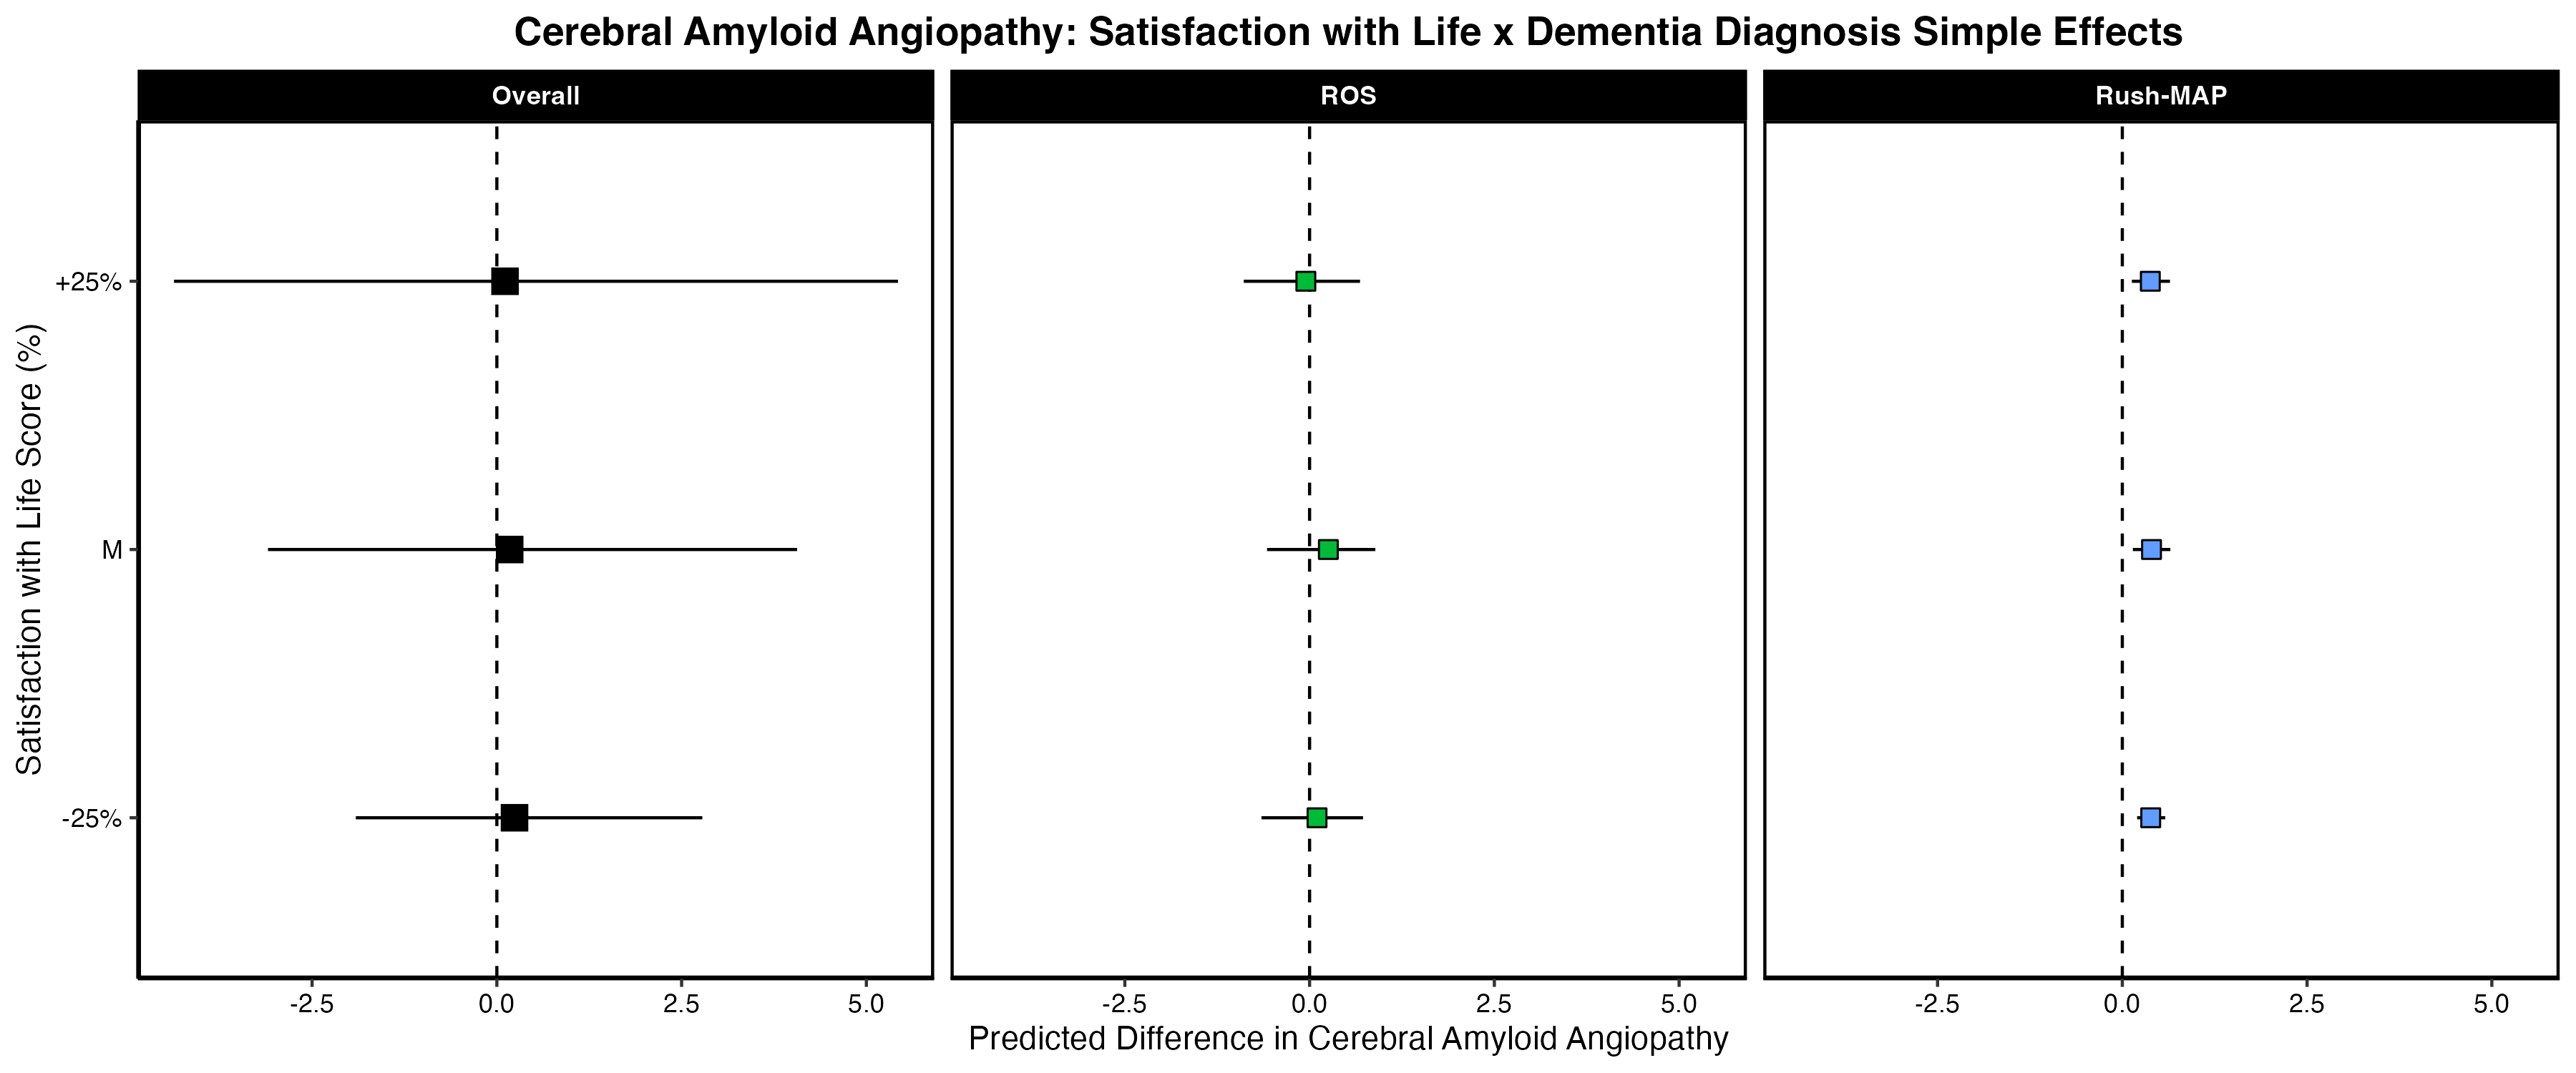 Cerebral Amyloid Angiopathy: Satisfaction with Life x Dementia Diagnosis Simple Effects
Overall
ROS
Rush-MAP
Satisfaction with Life Score (%)
+25%
M
-25%
-2.5 0.0 2.5 5.0
-2.5 0.0 2.5 5.0
-2.5 0.0 2.5 5.0
Predicted Difference in Cerebral Amyloid Angiopathy